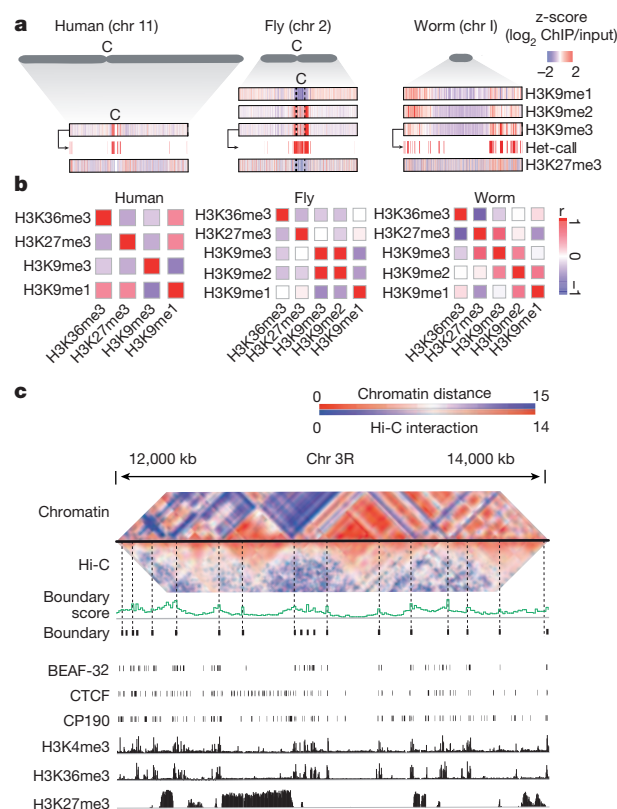 a
Human (chr 11)
Fly (chr 2)
Worm (chr I)
z-score
(log2 ChIP/input)
−2 2
C
C
C
C
H3K9me1
H3K9me2
H3K9me3
Het-call
H3K27me3
b
Human
H3K36me3
H3K27me3
H3K9me3
H3K9me1
H3K36me3
H3K27me3
H3K9me3
H3K9me1
Fly
H3K36me3
H3K27me3
H3K9me3
H3K9me2
H3K9me1
H3K36me3
H3K27me3
H3K9me3
H3K9me2
H3K9me1
Worm
H3K36me3
H3K27me3
H3K9me3
H3K9me2
H3K9me1
H3K36me3
H3K27me3
H3K9me3
H3K9me2
H3K9me1
r
1
0
−1
c
0 Chromatin distance 15
0 Hi-C interaction 14
12,000 kb Chr 3R 14,000 kb
Chromatin
Hi-C
Boundary
score
Boundary
BEAF-32
CTCF
CP190
H3K4me3
H3K36me3
H3K27me3